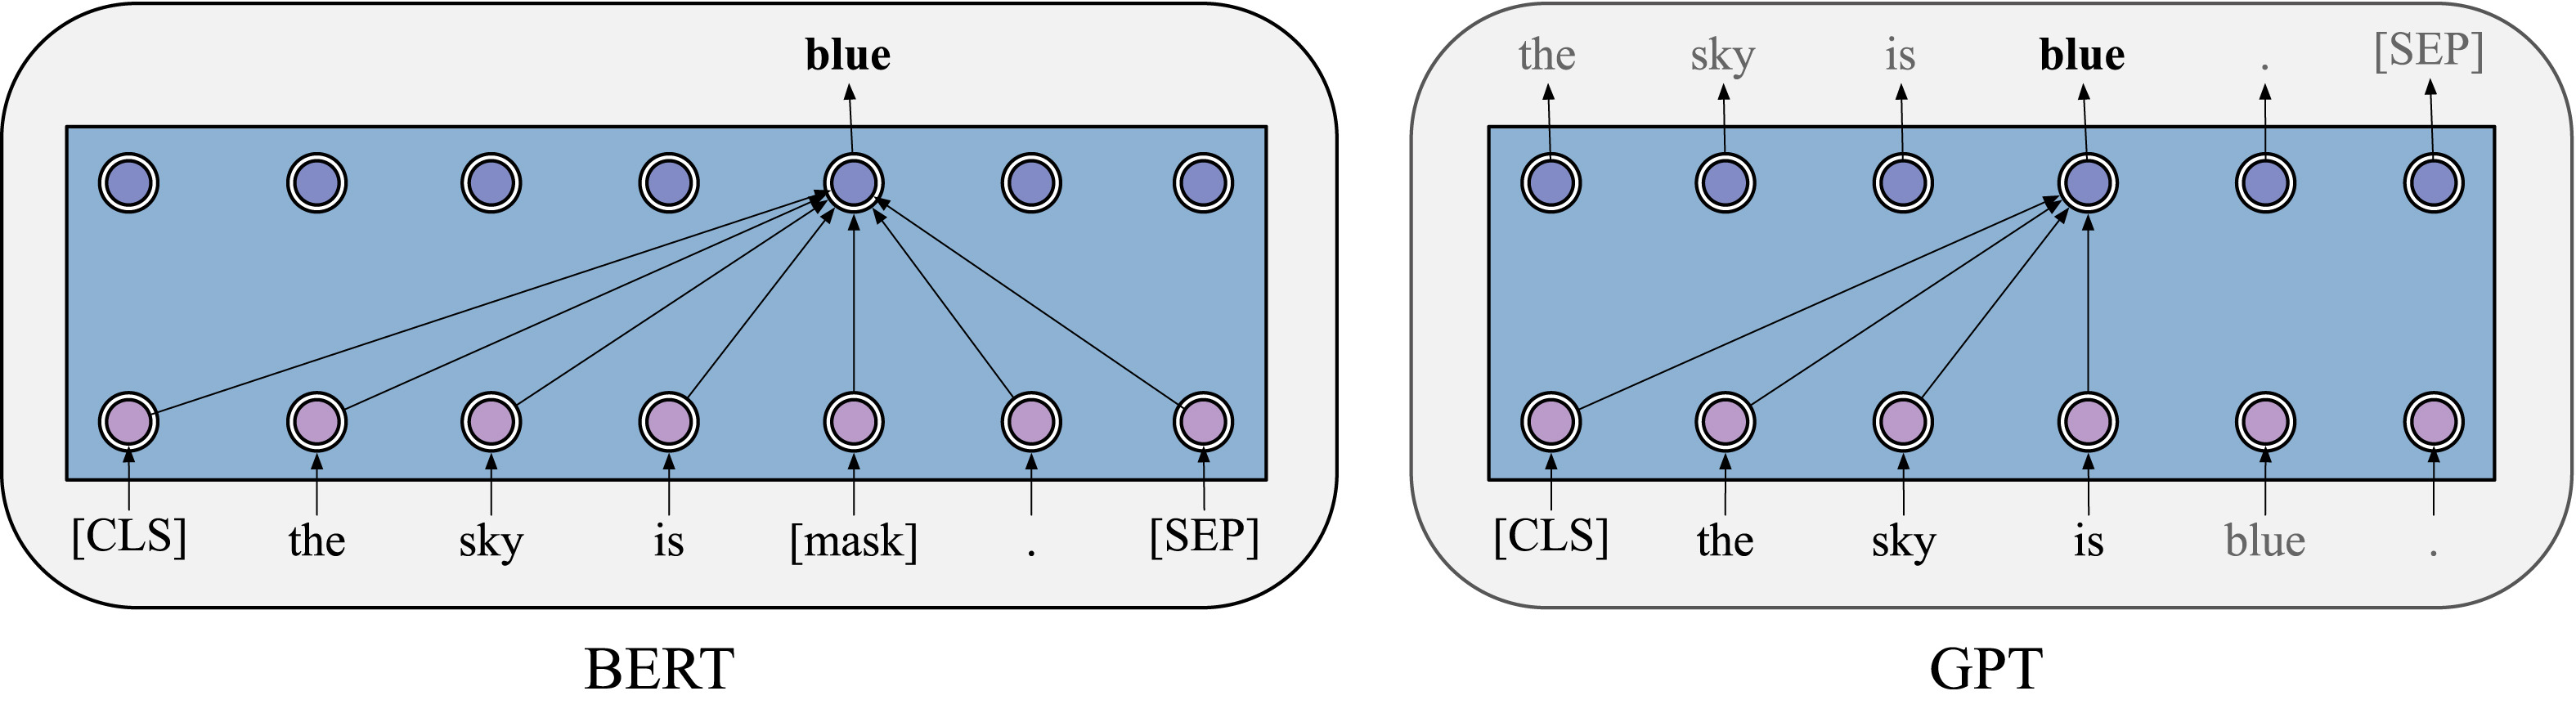 blue
[CLS] the sky is [mask] . [SEP]
BERT
the sky is blue . [SEP]
[CLS] the sky is blue .
GPT